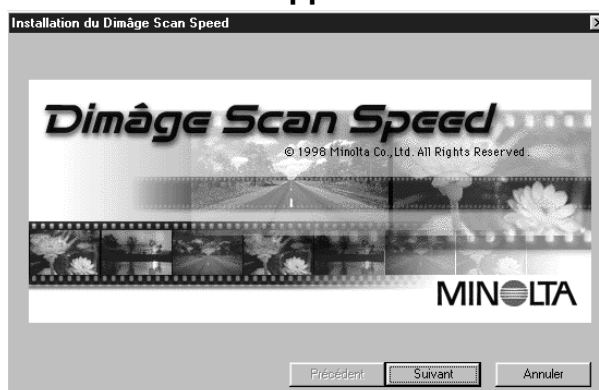 Installation du Dimâge Scan Speed
Dimâge Scan Speed
© 1998 Minolta Co., Ltd. All Rights Reserved.
MINOLTA
Précédent Suivant Annuler